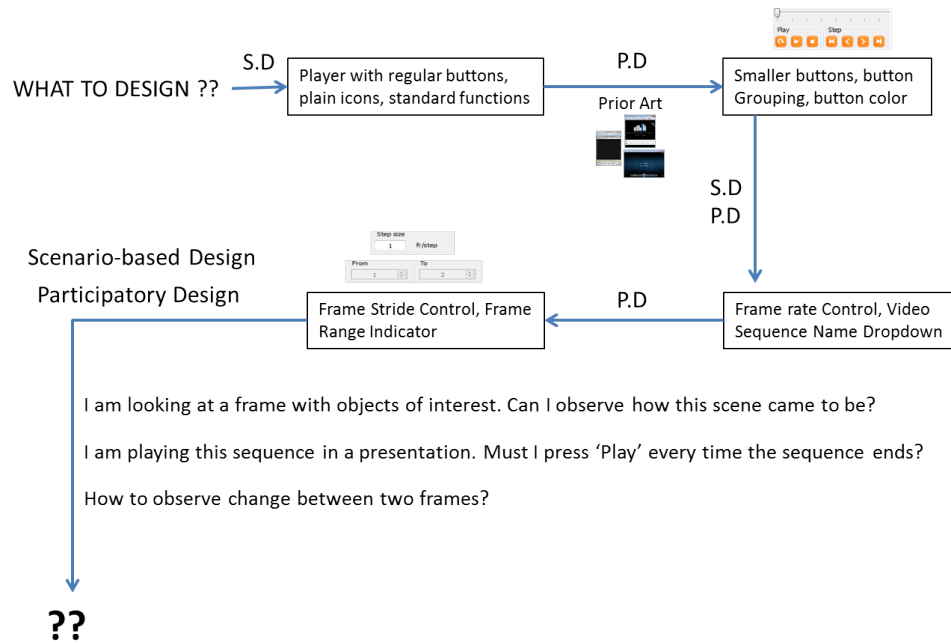 Play Step
S.D
P.D
WHAT TO DESIGN ??
Player with regular buttons,
plain icons, standard functions
Prior Art
Smaller buttons, button
Grouping, button color
S.D
P.D
Step size
1 fr/step
From To
1 2
Scenario-based Design
Participatory Design
Frame Stride Control, Frame
Range Indicator
P.D
Frame rate Control, Video
Sequence Name Dropdown
I am looking at a frame with objects of interest. Can I observe how this scene came to be?
I am playing this sequence in a presentation. Must I press ‘Play’ every time the sequence ends?
How to observe change between two frames?
??